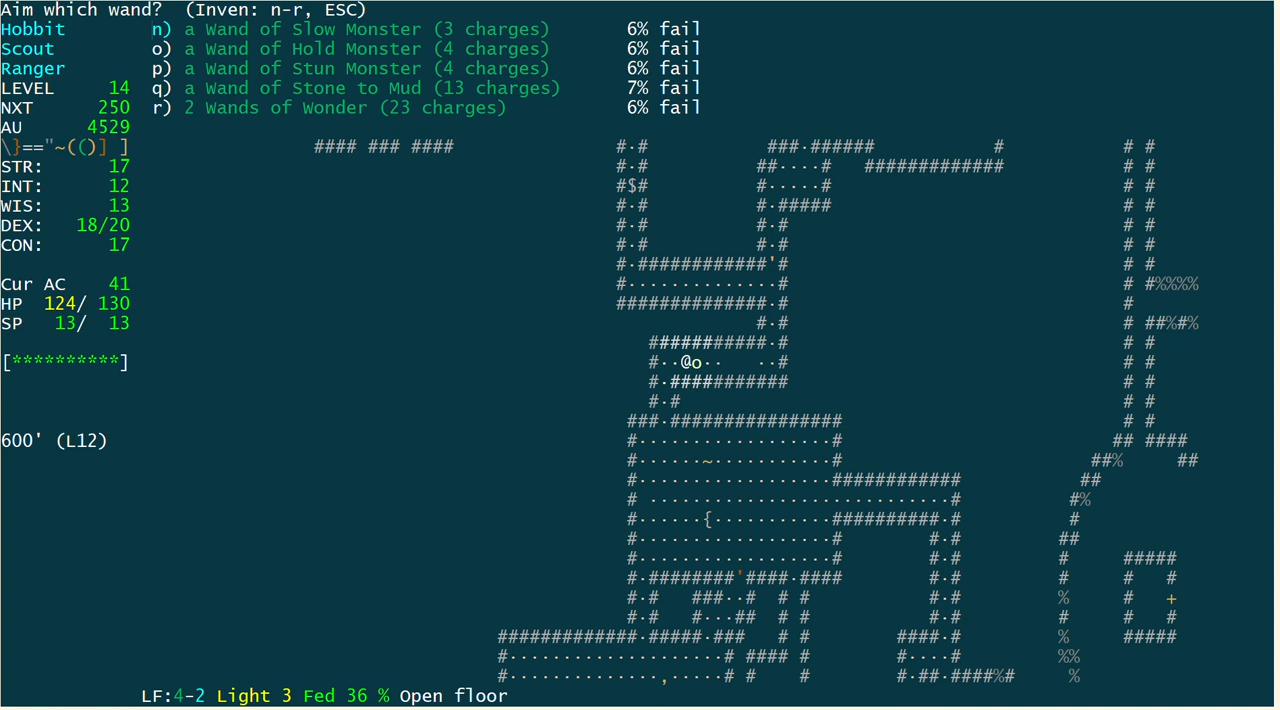 Aim which wand?  (Inven: n-r, ESC)
Hobbit        n) a Wand of Slow Monster (3 charges)       6% fail
Scout         o) a Wand of Hold Monster (4 charges)       6% fail
Ranger        p) a Wand of Stun Monster (4 charges)       6% fail
LEVEL     14  q) a Wand of Stone to Mud (13 charges)      7% fail
NXT      250  r) 2 Wands of Wonder (23 charges)           6% fail
AU      4529
\}=="~(()] ]
STR:      17
INT:      12
WIS:      13
DEX:   18/20
CON:      17
Cur AC    41
HP  124/ 130
SP   13/  13
[**********]
600' (L12)
LF:4-2 Light 3 Fed 36 % Open floor